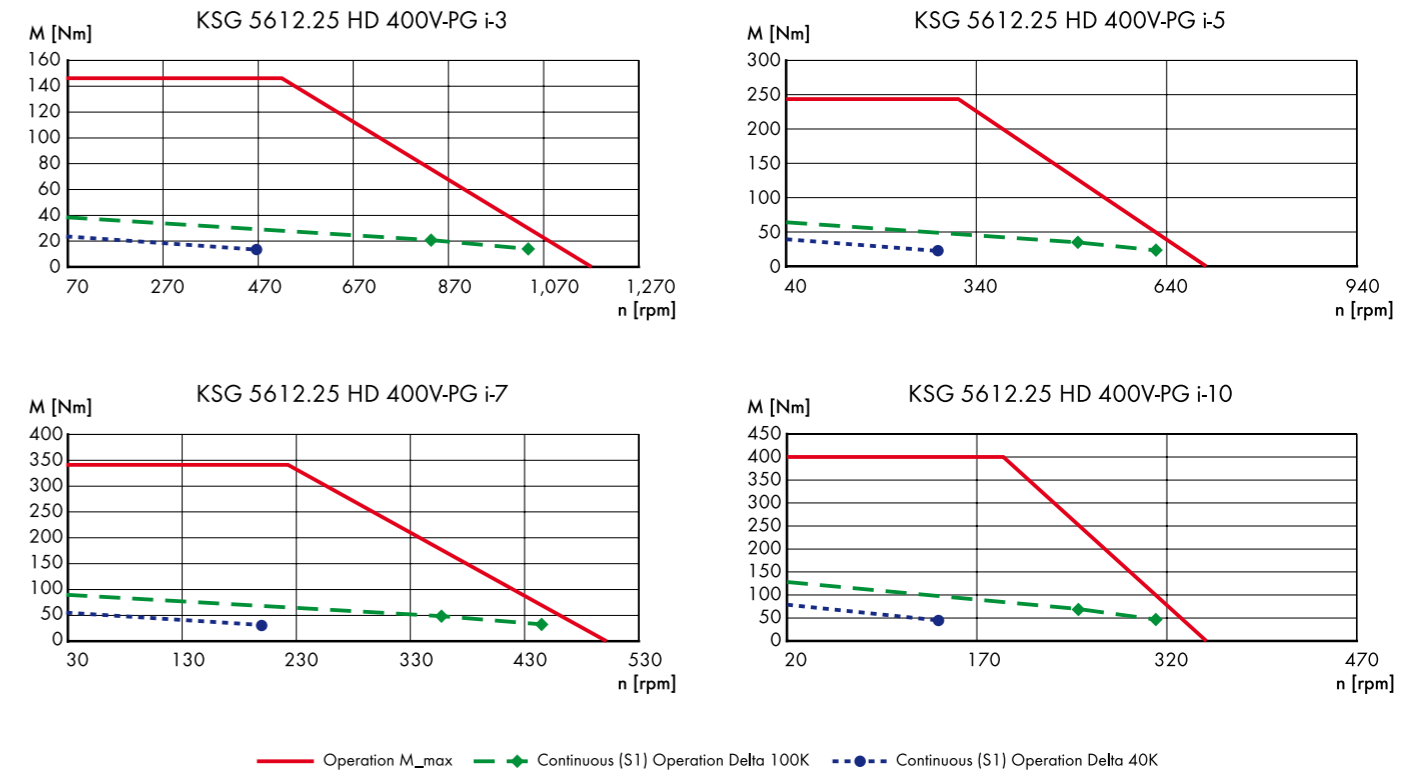 KSG 5612.25 HD 400V-PG i-3
M [Nm]
160
140
120
100
80
60
40
20
0
70 270 470 670 870 1,070 1,270
n [rpm]
KSG 5612.25 HD 400V-PG i-5
M [Nm]
300
250
200
150
100
50
0
40 340 640 940
n [rpm]
KSG 5612.25 HD 400V-PG i-7
M [Nm]
400
350
300
250
200
150
100
50
0
30 130 230 330 430 530
n [rpm]
KSG 5612.25 HD 400V-PG i-10
M [Nm]
450
400
350
300
250
200
150
100
50
0
20 170 320 470
n [rpm]
Operation M_max Continuous (S1) Operation Delta 100K Continuous (S1) Operation Delta 40K